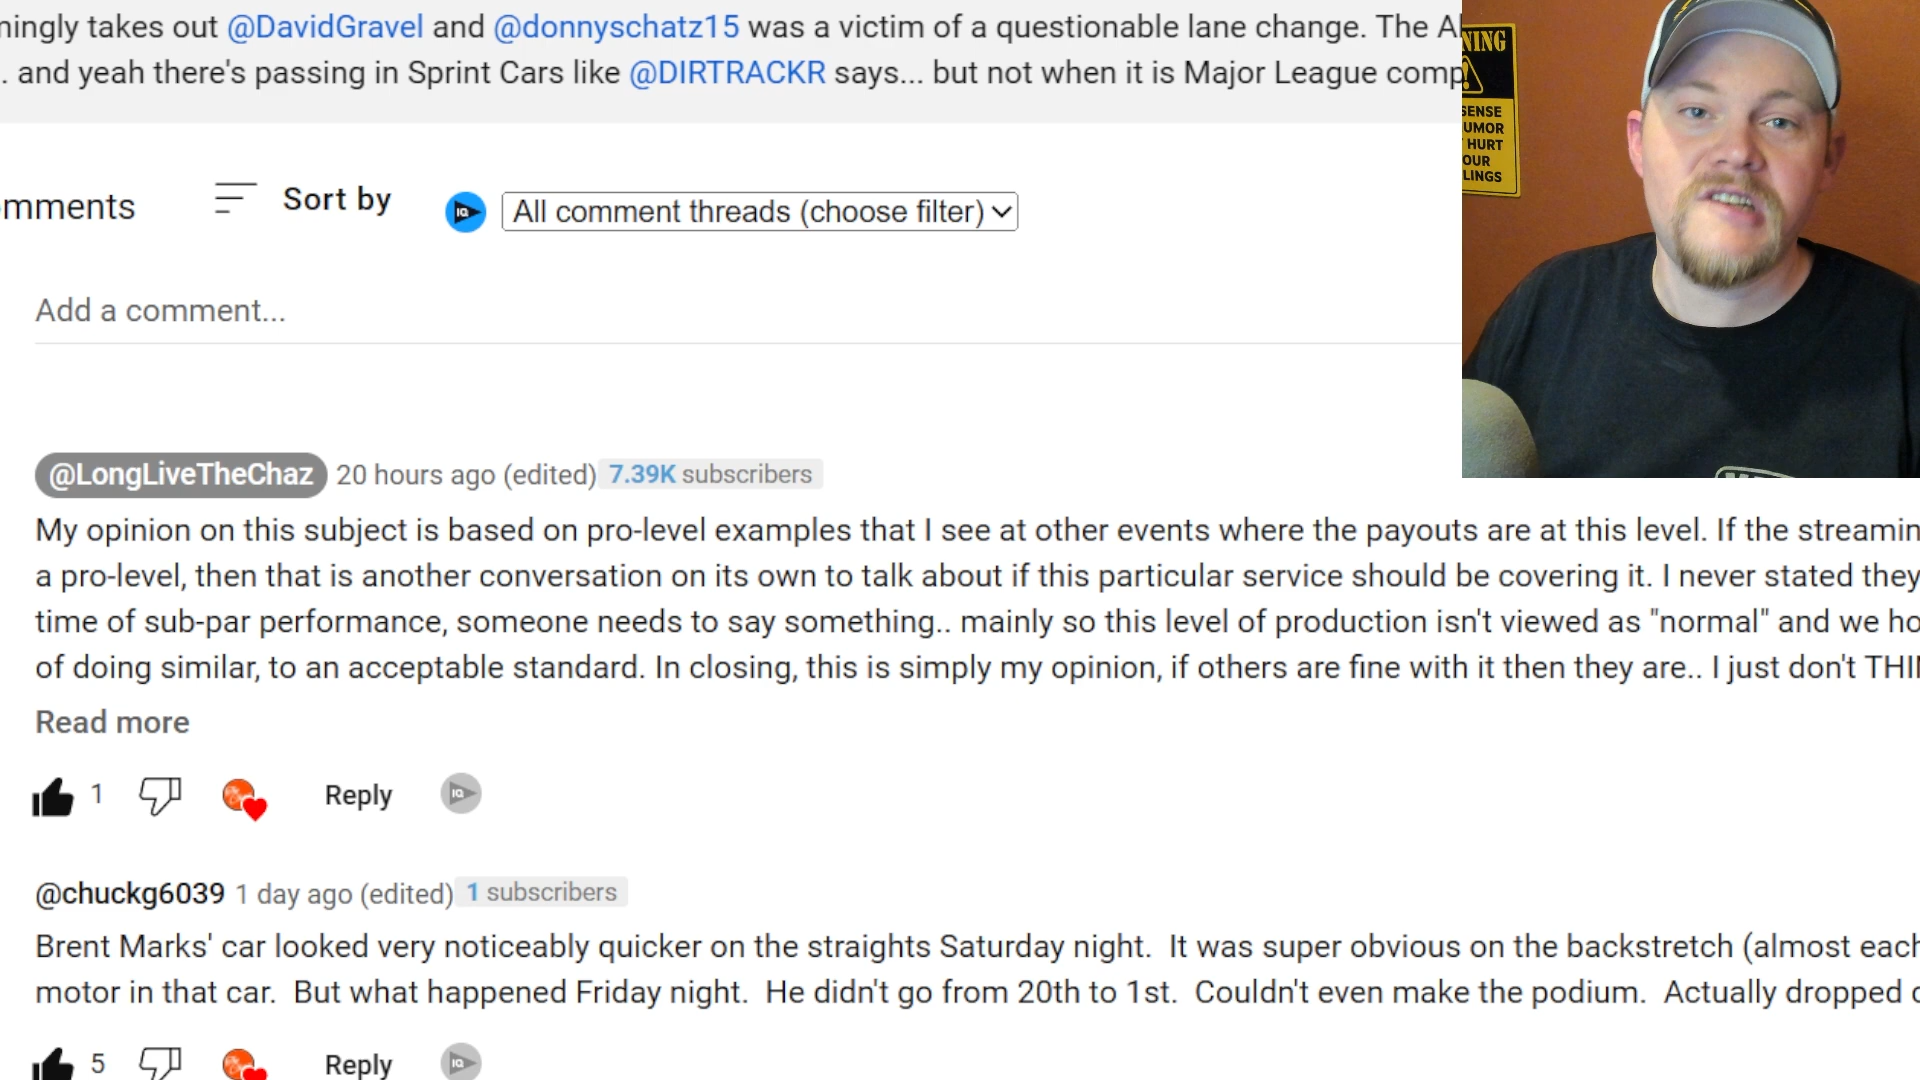 mingly takes out @DavidGravel and @donnyschatz15 was a victim of a questionable lane change. The Al
. and yeah there's passing in Sprint Cars like @DIRTRACKR says... but not when it is Major League comp
NING
SENSE
UMOR
HURT
OUR
LINGS
omments
Sort by
All comment threads (choose filter)
Add a comment...
@LongLiveTheChaz 20 hours ago (edited) 7.39K subscribers
My opinion on this subject is based on pro-level examples that I see at other events where the payouts are at this level. If the streamin
a pro-level, then that is another conversation on its own to talk about if this particular service should be covering it. I never stated they
time of sub-par performance, someone needs to say something.. mainly so this level of production isn't viewed as "normal" and we ho
of doing similar, to an acceptable standard. In closing, this is simply my opinion, if others are fine with it then they are.. I just don't THIN
Read more
1
Reply
IQ
@chuckg6039 1 day ago (edited) 1 subscribers
Brent Marks' car looked very noticeably quicker on the straights Saturday night. It was super obvious on the backstretch (almost each
motor in that car. But what happened Friday night. He didn't go from 20th to 1st. Couldn't even make the podium. Actually dropped
5
Reply
IQ